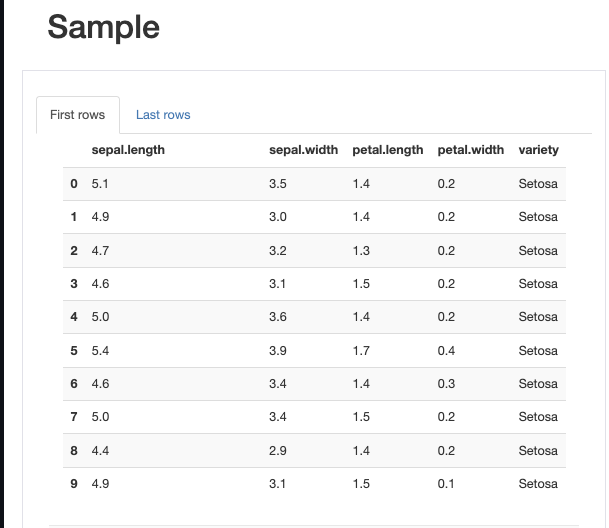 Sample
First rows Last rows
sepal.length sepal.width petal.length petal.width variety
0 5.1 3.5 1.4 0.2 Setosa
1 4.9 3.0 1.4 0.2 Setosa
2 4.7 3.2 1.3 0.2 Setosa
3 4.6 3.1 1.5 0.2 Setosa
4 5.0 3.6 1.4 0.2 Setosa
5 5.4 3.9 1.7 0.4 Setosa
6 4.6 3.4 1.4 0.3 Setosa
7 5.0 3.4 1.5 0.2 Setosa
8 4.4 2.9 1.4 0.2 Setosa
9 4.9 3.1 1.5 0.1 Setosa